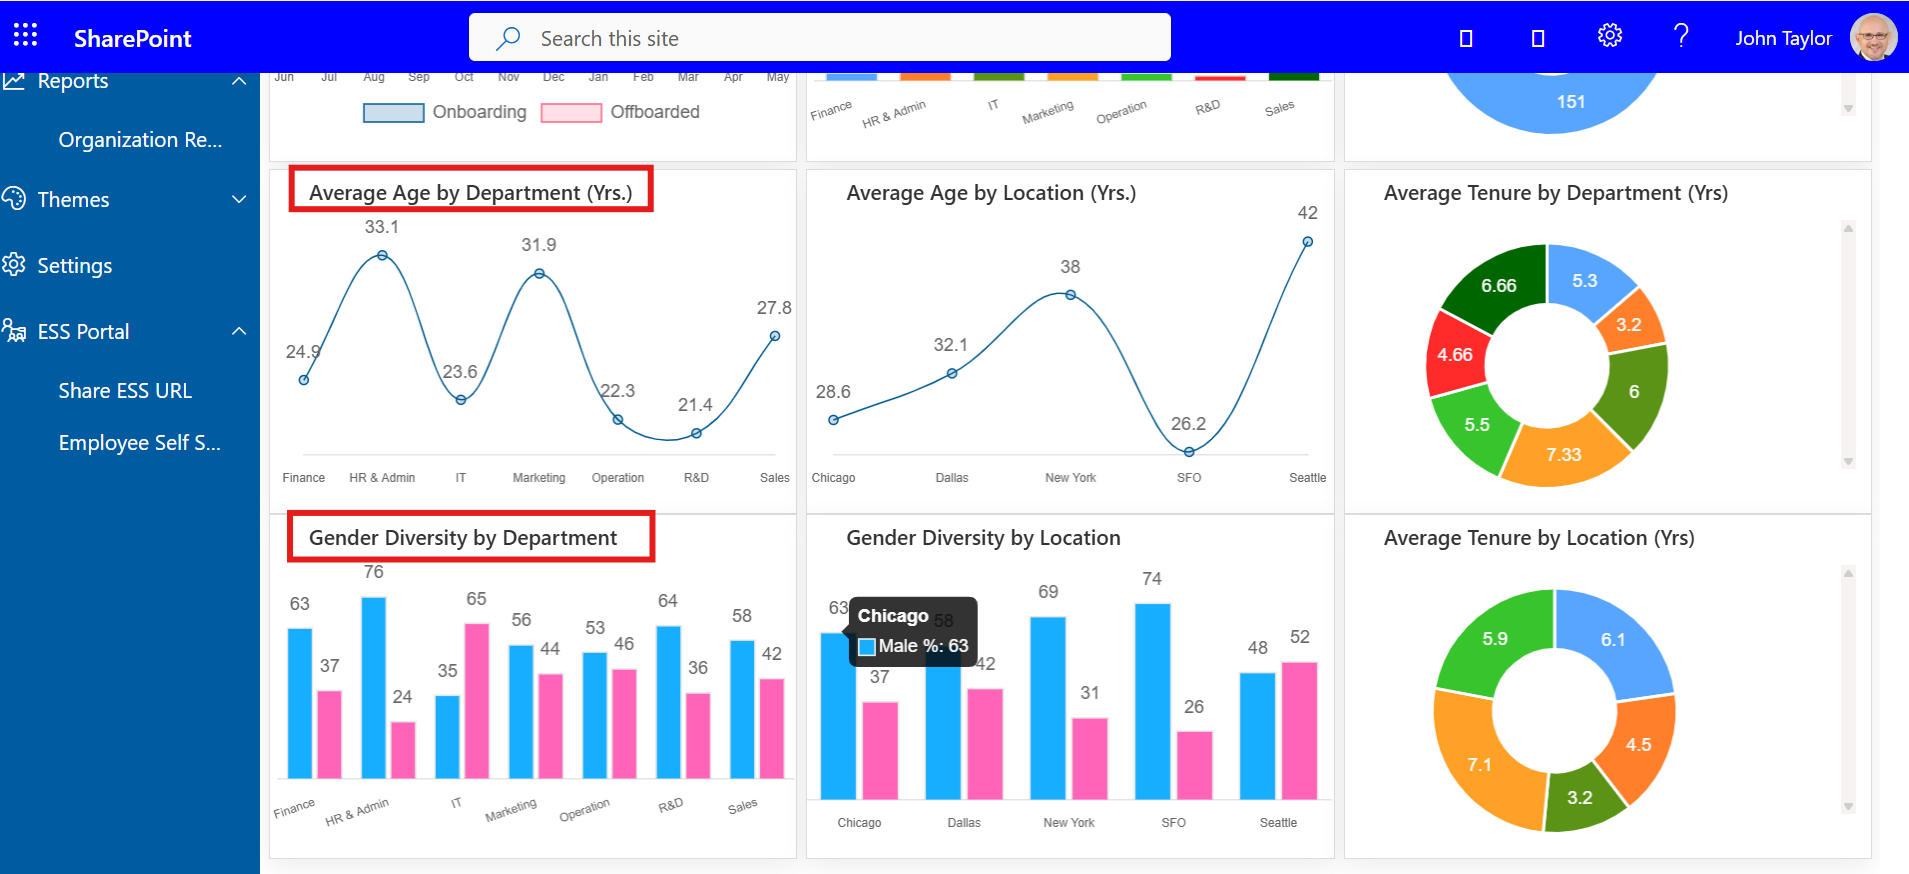 SharePoint
Search this site
John Taylor
Reports
Organization Re...
Themes
Settings
ESS Portal
Share ESS URL
Employee Self S...
Jun Jul Aug Sep Oct Nov Dec Jan Feb Mar Apr May
Onboarding Offboarded
Finance HR & Admin IT Marketing Operation R&D Sales
151
Average Age by Department (Yrs.)
33.1
31.9
27.8
24.9
23.6
22.3
21.4
Finance HR & Admin IT Marketing Operation R&D Sales
Average Age by Location (Yrs.)
42
38
32.1
28.6
26.2
Chicago Dallas New York SFO Seattle
Average Tenure by Department (Yrs)
6.66 5.3
3.2
4.66
6
5.5
7.33
Gender Diversity by Department
63 37 76 24 35 65 56 44 53 46 64 36 58 42
Finance HR & Admin IT Marketing Operation R&D Sales
Gender Diversity by Location
63 37 58 42 69 31 74 26 48 52
Chicago
Male %: 63
Chicago Dallas New York SFO Seattle
Average Tenure by Location (Yrs)
5.9 6.1
4.5
7.1
3.2